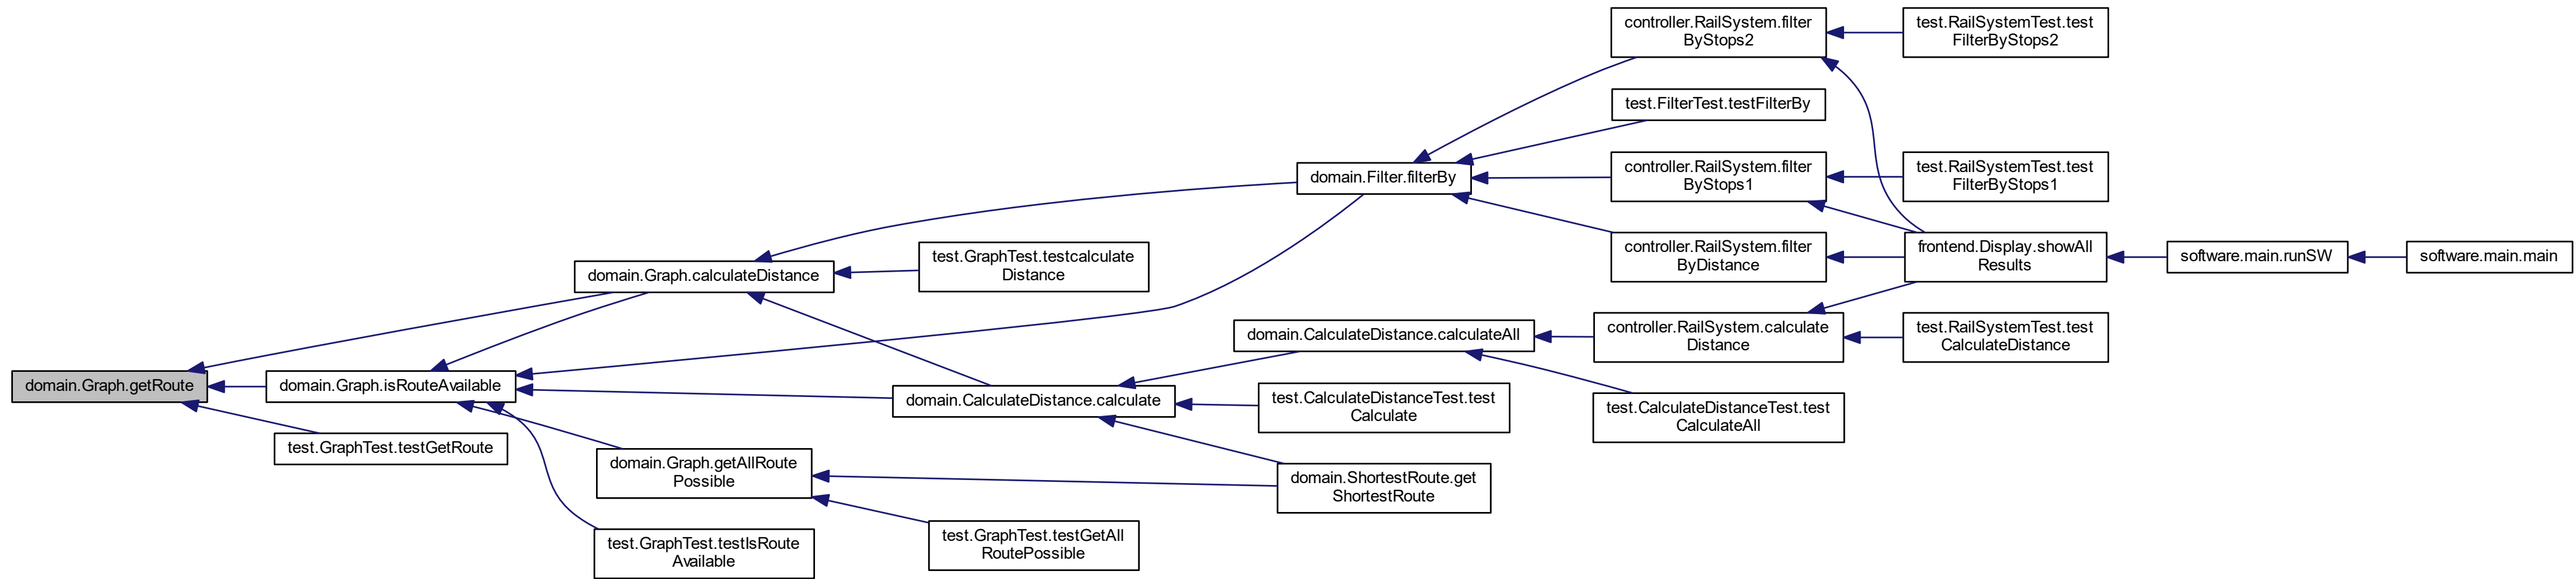 controller.RailSystem.filter
ByStops2
test.RailSystemTest.test
FilterByStops2
test.FilterTest.testFilterBy
domain.Filter.filterBy
controller.RailSystem.filter
ByStops1
test.RailSystemTest.test
FilterByStops1
controller.RailSystem.filter
ByDistance
frontend.Display.showAll
Results
software.main.runSW
software.main.main
domain.Graph.calculateDistance
test.GraphTest.testcalculate
Distance
domain.CalculateDistance.calculateAll
controller.RailSystem.calculate
Distance
test.RailSystemTest.test
CalculateDistance
domain.Graph.getRoute
domain.Graph.isRouteAvailable
domain.CalculateDistance.calculate
test.CalculateDistanceTest.test
Calculate
test.CalculateDistanceTest.test
CalculateAll
test.GraphTest.testGetRoute
domain.Graph.getAllRoute
Possible
domain.ShortestRoute.get
ShortestRoute
test.GraphTest.testIsRoute
Available
test.GraphTest.testGetAll
RoutePossible